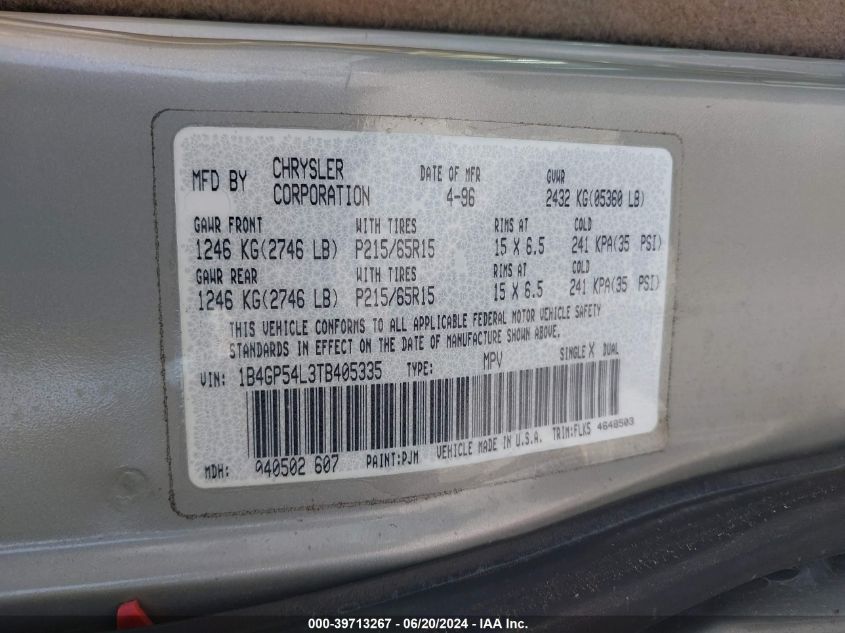 MFD BY CHRYSLER CORPORATION DATE OF MFR 4-96 GVWR 2432 KG(05360 LB)
GAWR FRONT WITH TIRES RIMS AT COLD
1246 KG(2746 LB) P215/65R15 15 X 6.5 241 KPA(35 PSI)
GAWR REAR WITH TIRES RIMS AT COLD
1246 KG(2746 LB) P215/65R15 15 X 6.5 241 KPA(35 PSI)
THIS VEHICLE CONFORMS TO ALL APPLICABLE FEDERAL MOTOR VEHICLE SAFETY
STANDARDS IN EFFECT ON THE DATE OF MANUFACTURE SHOWN ABOVE.
VIN: 1B4GP54L3TB405335 TYPE: MPV SINGLE X DUAL
MDH: 040502 607 PAINT:PJM VEHICLE MADE IN U.S.A. TRIM:FLKS 4648503
000-39713267 - 06/20/2024 - IAA Inc.